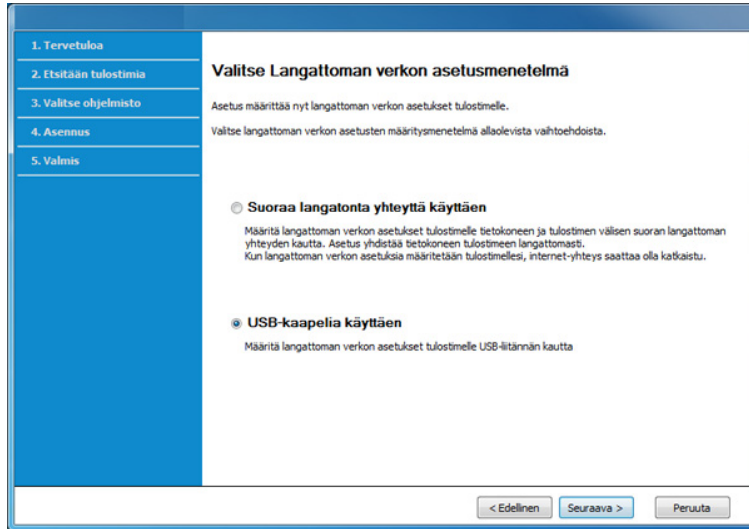 1. Tervetuloa
2. Etsitään tulostimia
3. Valitse ohjelmisto
4. Asennus
5. Valmis
Valitse Langattoman verkon asetusmenetelmä
Asetus määrittää nyt langattoman verkon asetukset tulostimelle.
Valitse langattoman verkon asetusten määritysmenetelmä allaolevista vaihtoehdoista.
Suoraa langatonta yhteyttä käyttäen
Määritä langattoman verkon asetukset tulostimelle tietokoneen ja tulostimen välisen suoran langattoman
yhteyden kautta. Asetus yhdistää tietokoneen tulostimeen langattomasti.
Kun langattoman verkon asetuksia määritetään tulostimellesi, internet-yhteys saattaa olla katkaistu.
USB-kaapelia käyttäen
Määritä langattoman verkon asetukset tulostimelle USB-liitännän kautta
< Edellinen Seuraava > Peruuta